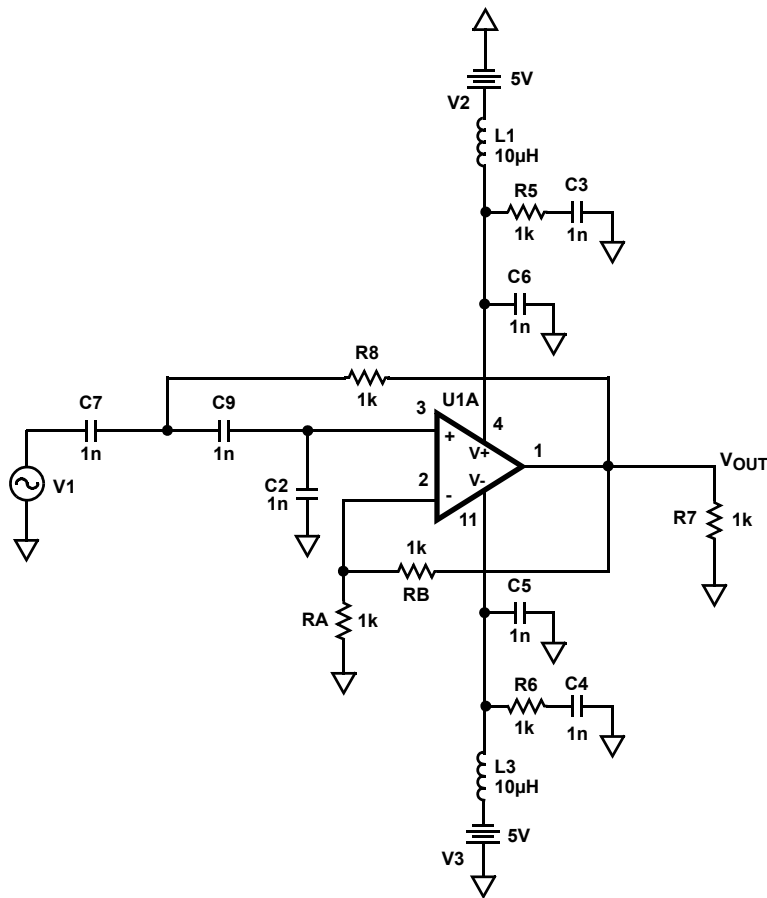 5V
V2
L1
10µH
R5
C3
1k
1n
C6
1n
R8
1k
U1A
C7
C9
3
4
1
+
V+
1n
1n
VOUT
V1
C2
1n
2
-
V-
11
R7
1k
1k
RB
C5
1n
RA
1k
R6
C4
1k
1n
L3
10µH
5V
V3